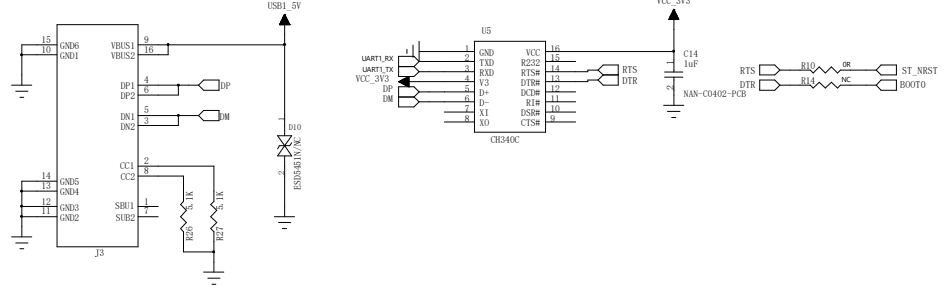 USB1_5V
15 GND6 VBUS1 9
10 GND1 VBUS2 16
DP1 4
DP2 6
DP
DN1 5
DN2 3
DM
CC1 2
CC2 8
14 GND5
13 GND4
12 GND3 SBU1 1
11 GND2 SUB2 7
J3
R26 5.1K
R27 5.1K
1
D10
ESD5451N/NC
2
U5
UART1_RX
UART1_TX
VCC_3V3
DP
DM
1 GND VCC 16
2 TXD R232 15
3 RXD RTS# 14
4 V3 DTR# 13
5 D+ DCD# 12
6 D- RI# 11
7 XI DSR# 10
8 XO CTS# 9
CH340C
RTS
DTR
VCC_3V3
C14
1uF
1
2
NAN-C0402-PCB
RTS R10 0R ST_NRST
DTR R14 NC BOOT0